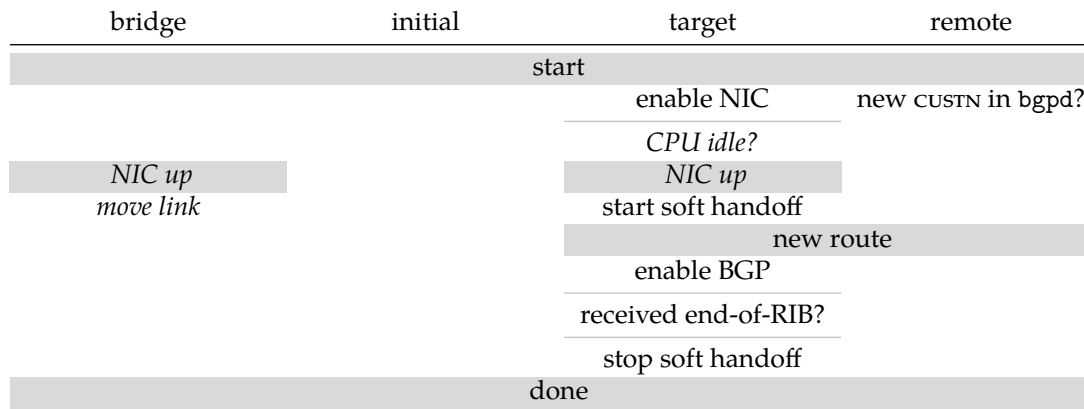 bridge initial target remote
start
enable NIC new CUSTN in bgpd?
CPU idle?
NIC up NIC up
move link start soft handoff
new route
enable BGP
received end-of-RIB?
stop soft handoff
done